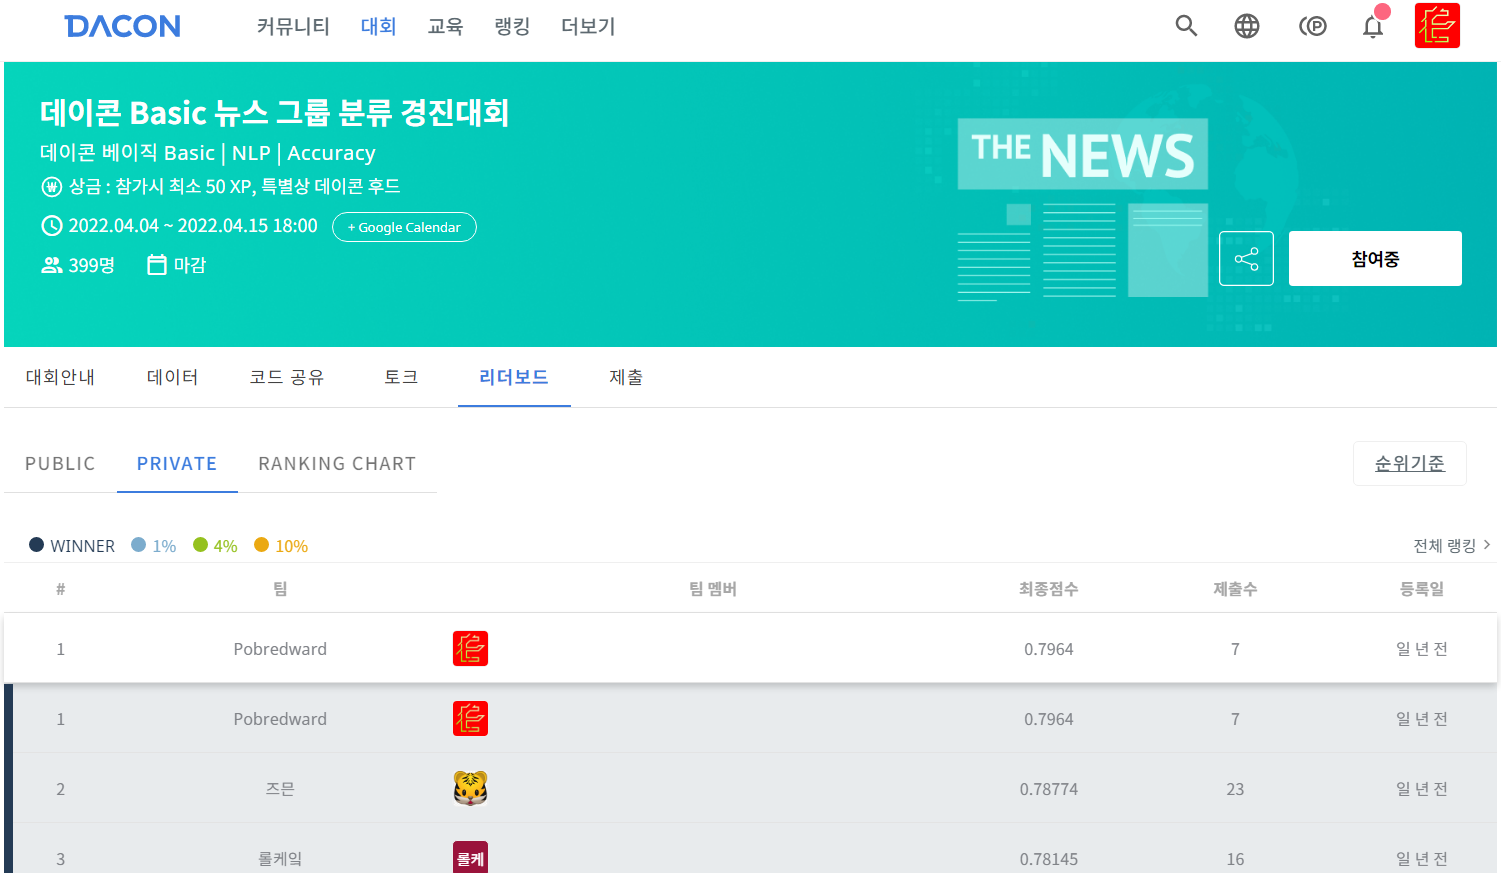 DACON 커뮤니티 대회 교육 랭킹 더보기
데이콘 Basic 뉴스 그룹 분류 경진대회
데이콘 베이직 Basic | NLP | Accuracy
상금 : 참가시 최소 50 XP, 특별상 데이콘 후드
2022.04.04 ~ 2022.04.15 18:00 + Google Calendar
399명 마감
THE NEWS
참여중
대회안내 데이터 코드 공유 토크 리더보드 제출
PUBLIC PRIVATE RANKING CHART 순위기준
WINNER 1% 4% 10% 전체 랭킹
# 팀 팀 멤버 최종점수 제출수 등록일
1 Pobredward 0.7964 7 일 년 전
1 Pobredward 0.7964 7 일 년 전
2 즈믄 0.78774 23 일 년 전
3 롤케잌 롤케 0.78145 16 일 년 전